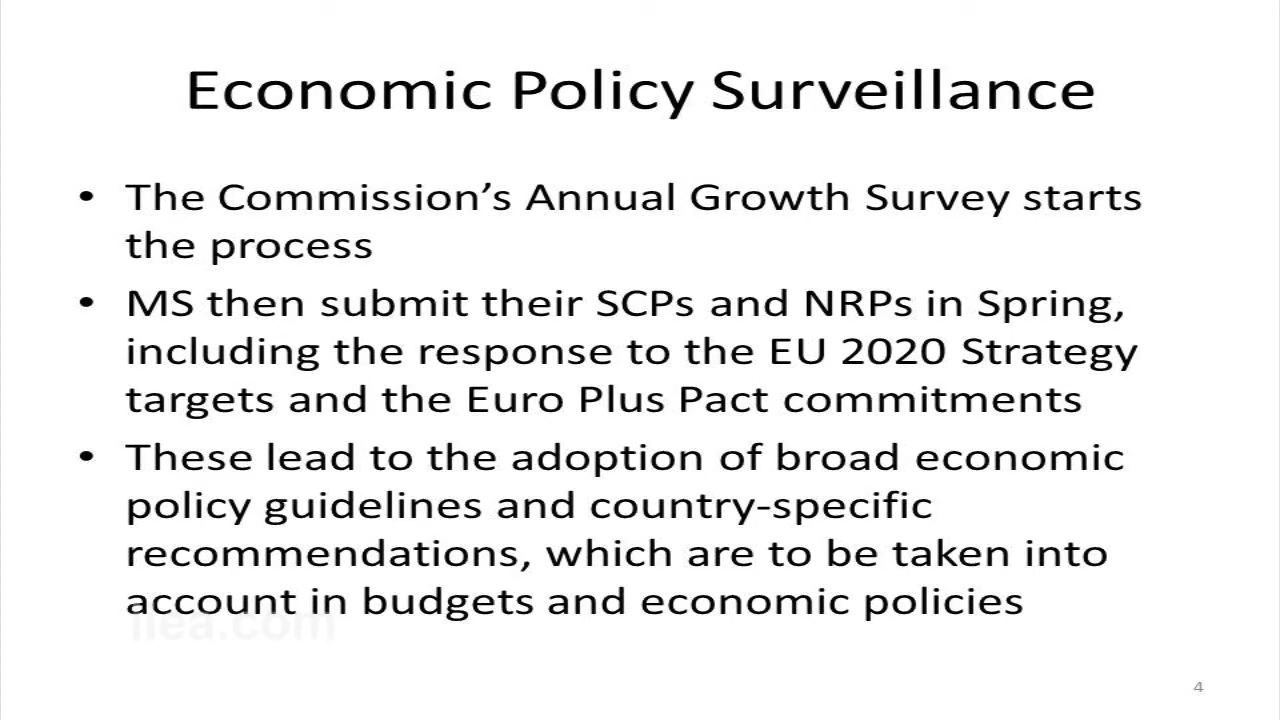 Economic Policy Surveillance
• The Commission's Annual Growth Survey starts
the process
• MS then submit their SCPs and NRPs in Spring,
including the response to the EU 2020 Strategy
targets and the Euro Plus Pact commitments
• These lead to the adoption of broad economic
policy guidelines and country-specific
recommendations, which are to be taken into
account in budgets and economic policies
iiea.com
4